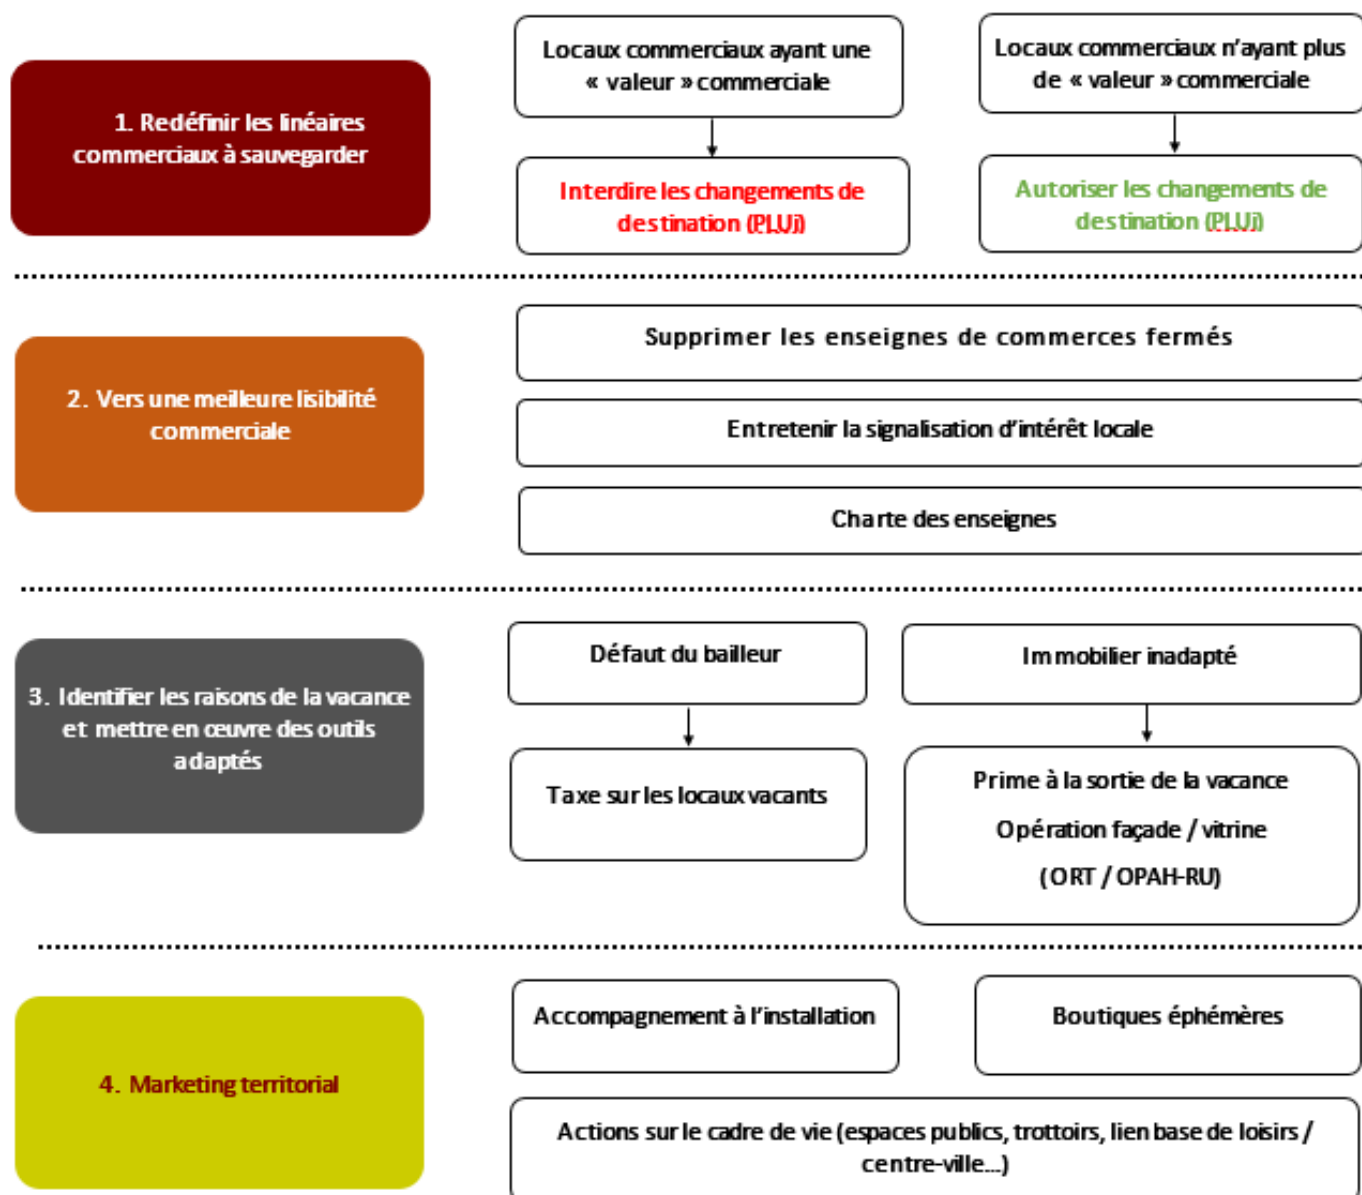 1. Redéfinir les linéaires
commerciaux à sauvegarder
Locaux commerciaux ayant une
« valeur » commerciale
Locaux commerciaux n'ayant plus
de « valeur » commerciale
Interdire les changements de
destination (PLUi)
Autoriser les changements de
destination (PLUi)
2. Vers une meilleure lisibilité
commerciale
Supprimer les enseignes de commerces fermés
Entretenir la signalisation d'intérêt locale
Charte des enseignes
3. Identifier les raisons de la vacance
et mettre en œuvre des outils
adaptés
Défaut du bailleur
Immobilier inadapté
Taxe sur les locaux vacants
Prime à la sortie de la vacance
Opération façade / vitrine
(ORT / OPAH-RU)
4. Marketing territorial
Accompagnement à l'installation
Boutiques éphémères
Actions sur le cadre de vie (espaces publics, trottoirs, lien base de loisirs /
centre-ville...)